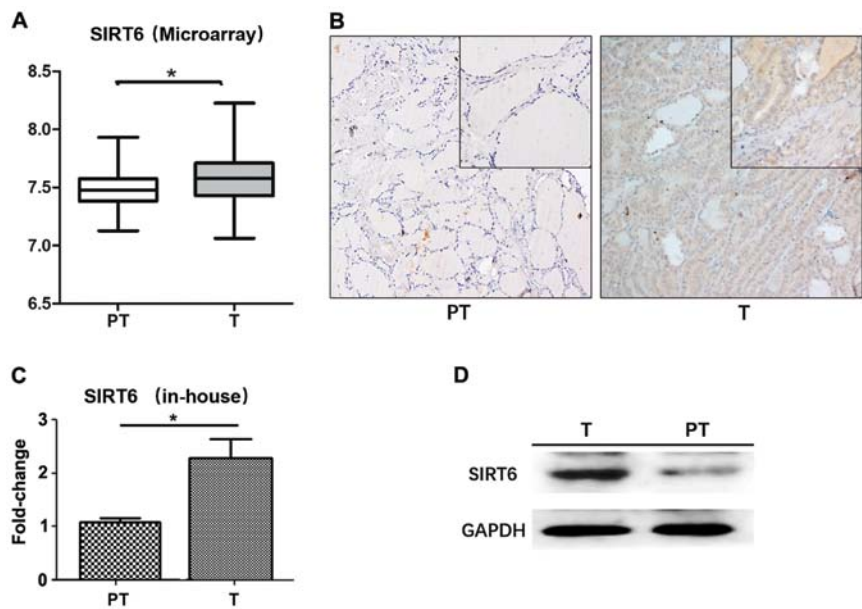 A
SIRT6 (Microarray)
*
8.5
8.0
7.5
7.0
6.5
PT
T
B
PT
T
C
SIRT6 (in-house)
*
Fold-change
3
2
1
0
PT
T
D
T PT
SIRT6
GAPDH